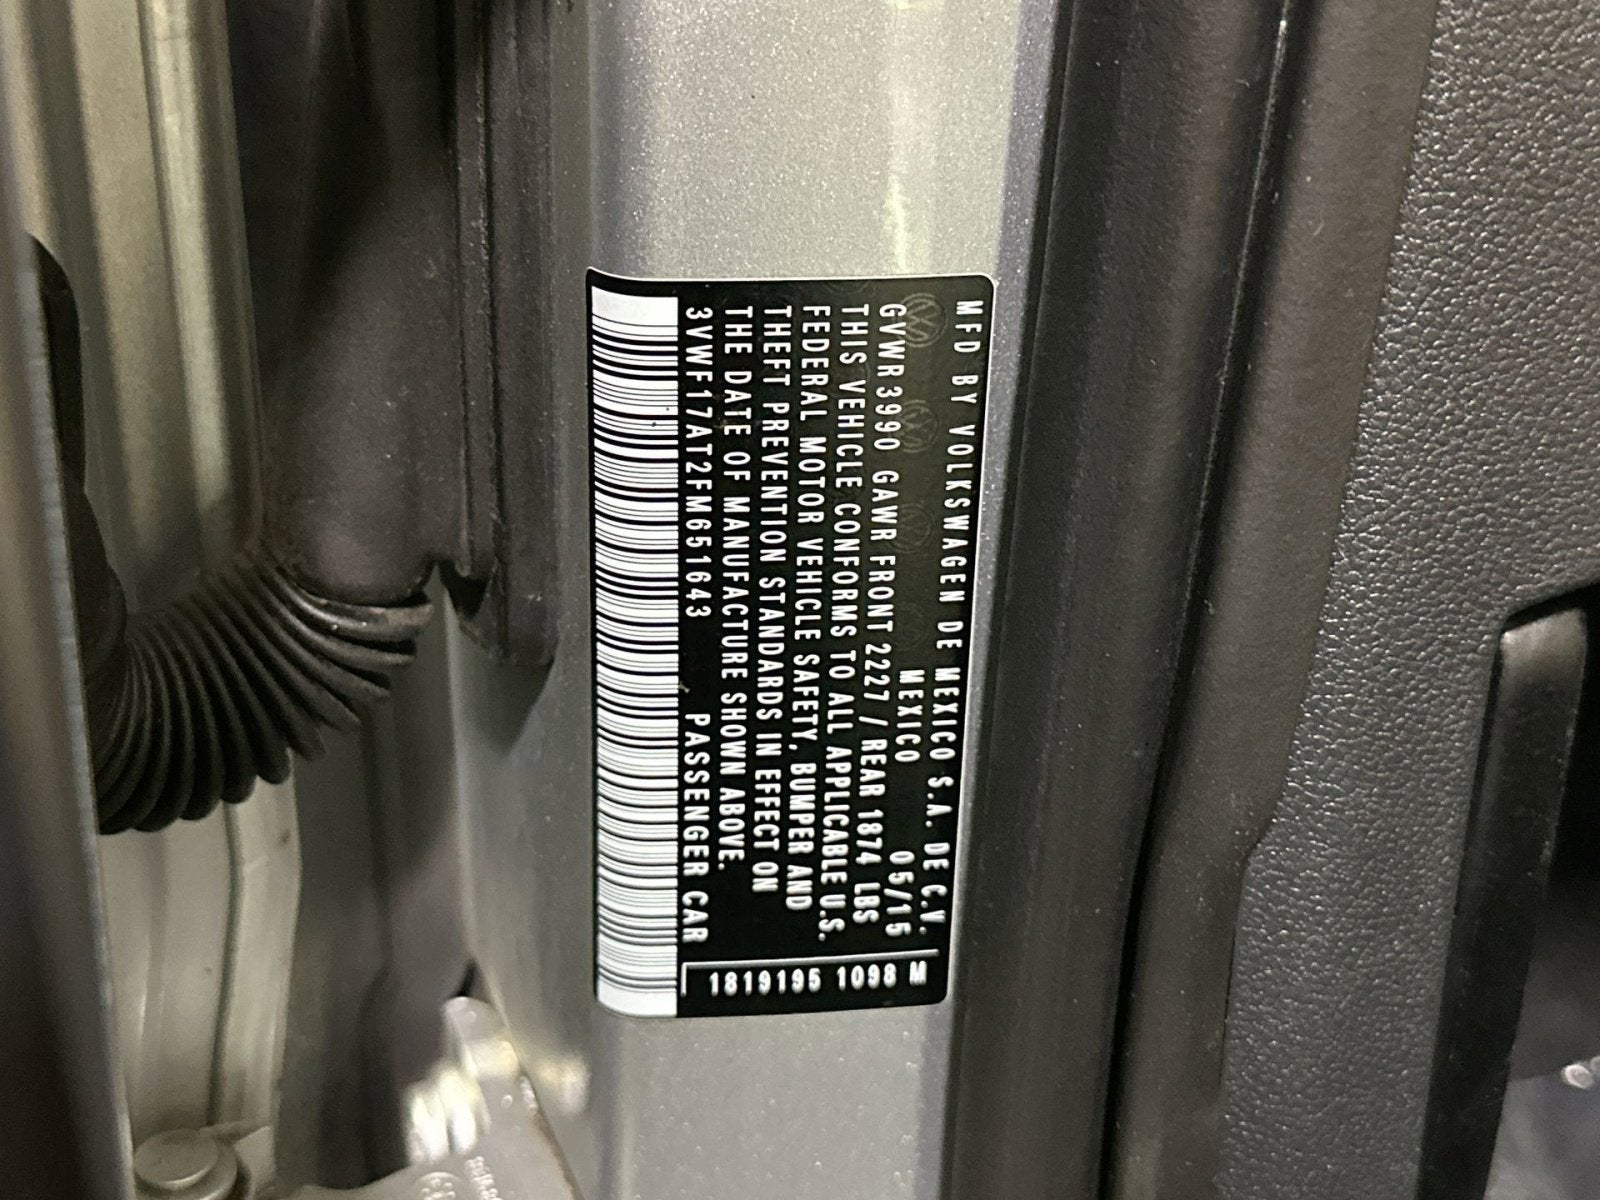 MFD BY VOLKSWAGEN DE MEXICO S.A. DE C.V.
MEXICO 05/15
GVWR 3990 GAWR FRONT 2227 / REAR 1874 LBS
THIS VEHICLE CONFORMS TO ALL APPLICABLE U.S.
FEDERAL MOTOR VEHICLE SAFETY, BUMPER AND
THEFT PREVENTION STANDARDS IN EFFECT ON
THE DATE OF MANUFACTURE SHOWN ABOVE.
3VWF17AT2FM651643 PASSENGER CAR
1819195 1098 M